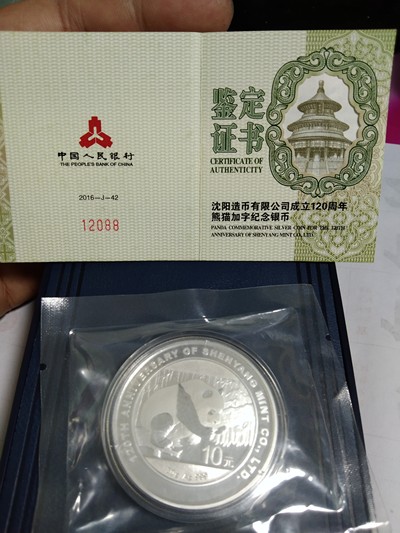 中国人民银行
THE PEOPLE'S BANK OF CHINA
2016-J-42
12088
鉴定
证书
CERTIFICATE OF
AUTHENTICITY
沈阳造币有限公司成立120周年
熊猫加字纪念银币
PANDA COMMEMORATIVE SILVER COIN FOR THE 120TH
ANNIVERSARY OF SHENYANG MINT CO.,LTD.
120TH ANNIVERSARY OF SHENYANG MINT CO., LTD.
10元